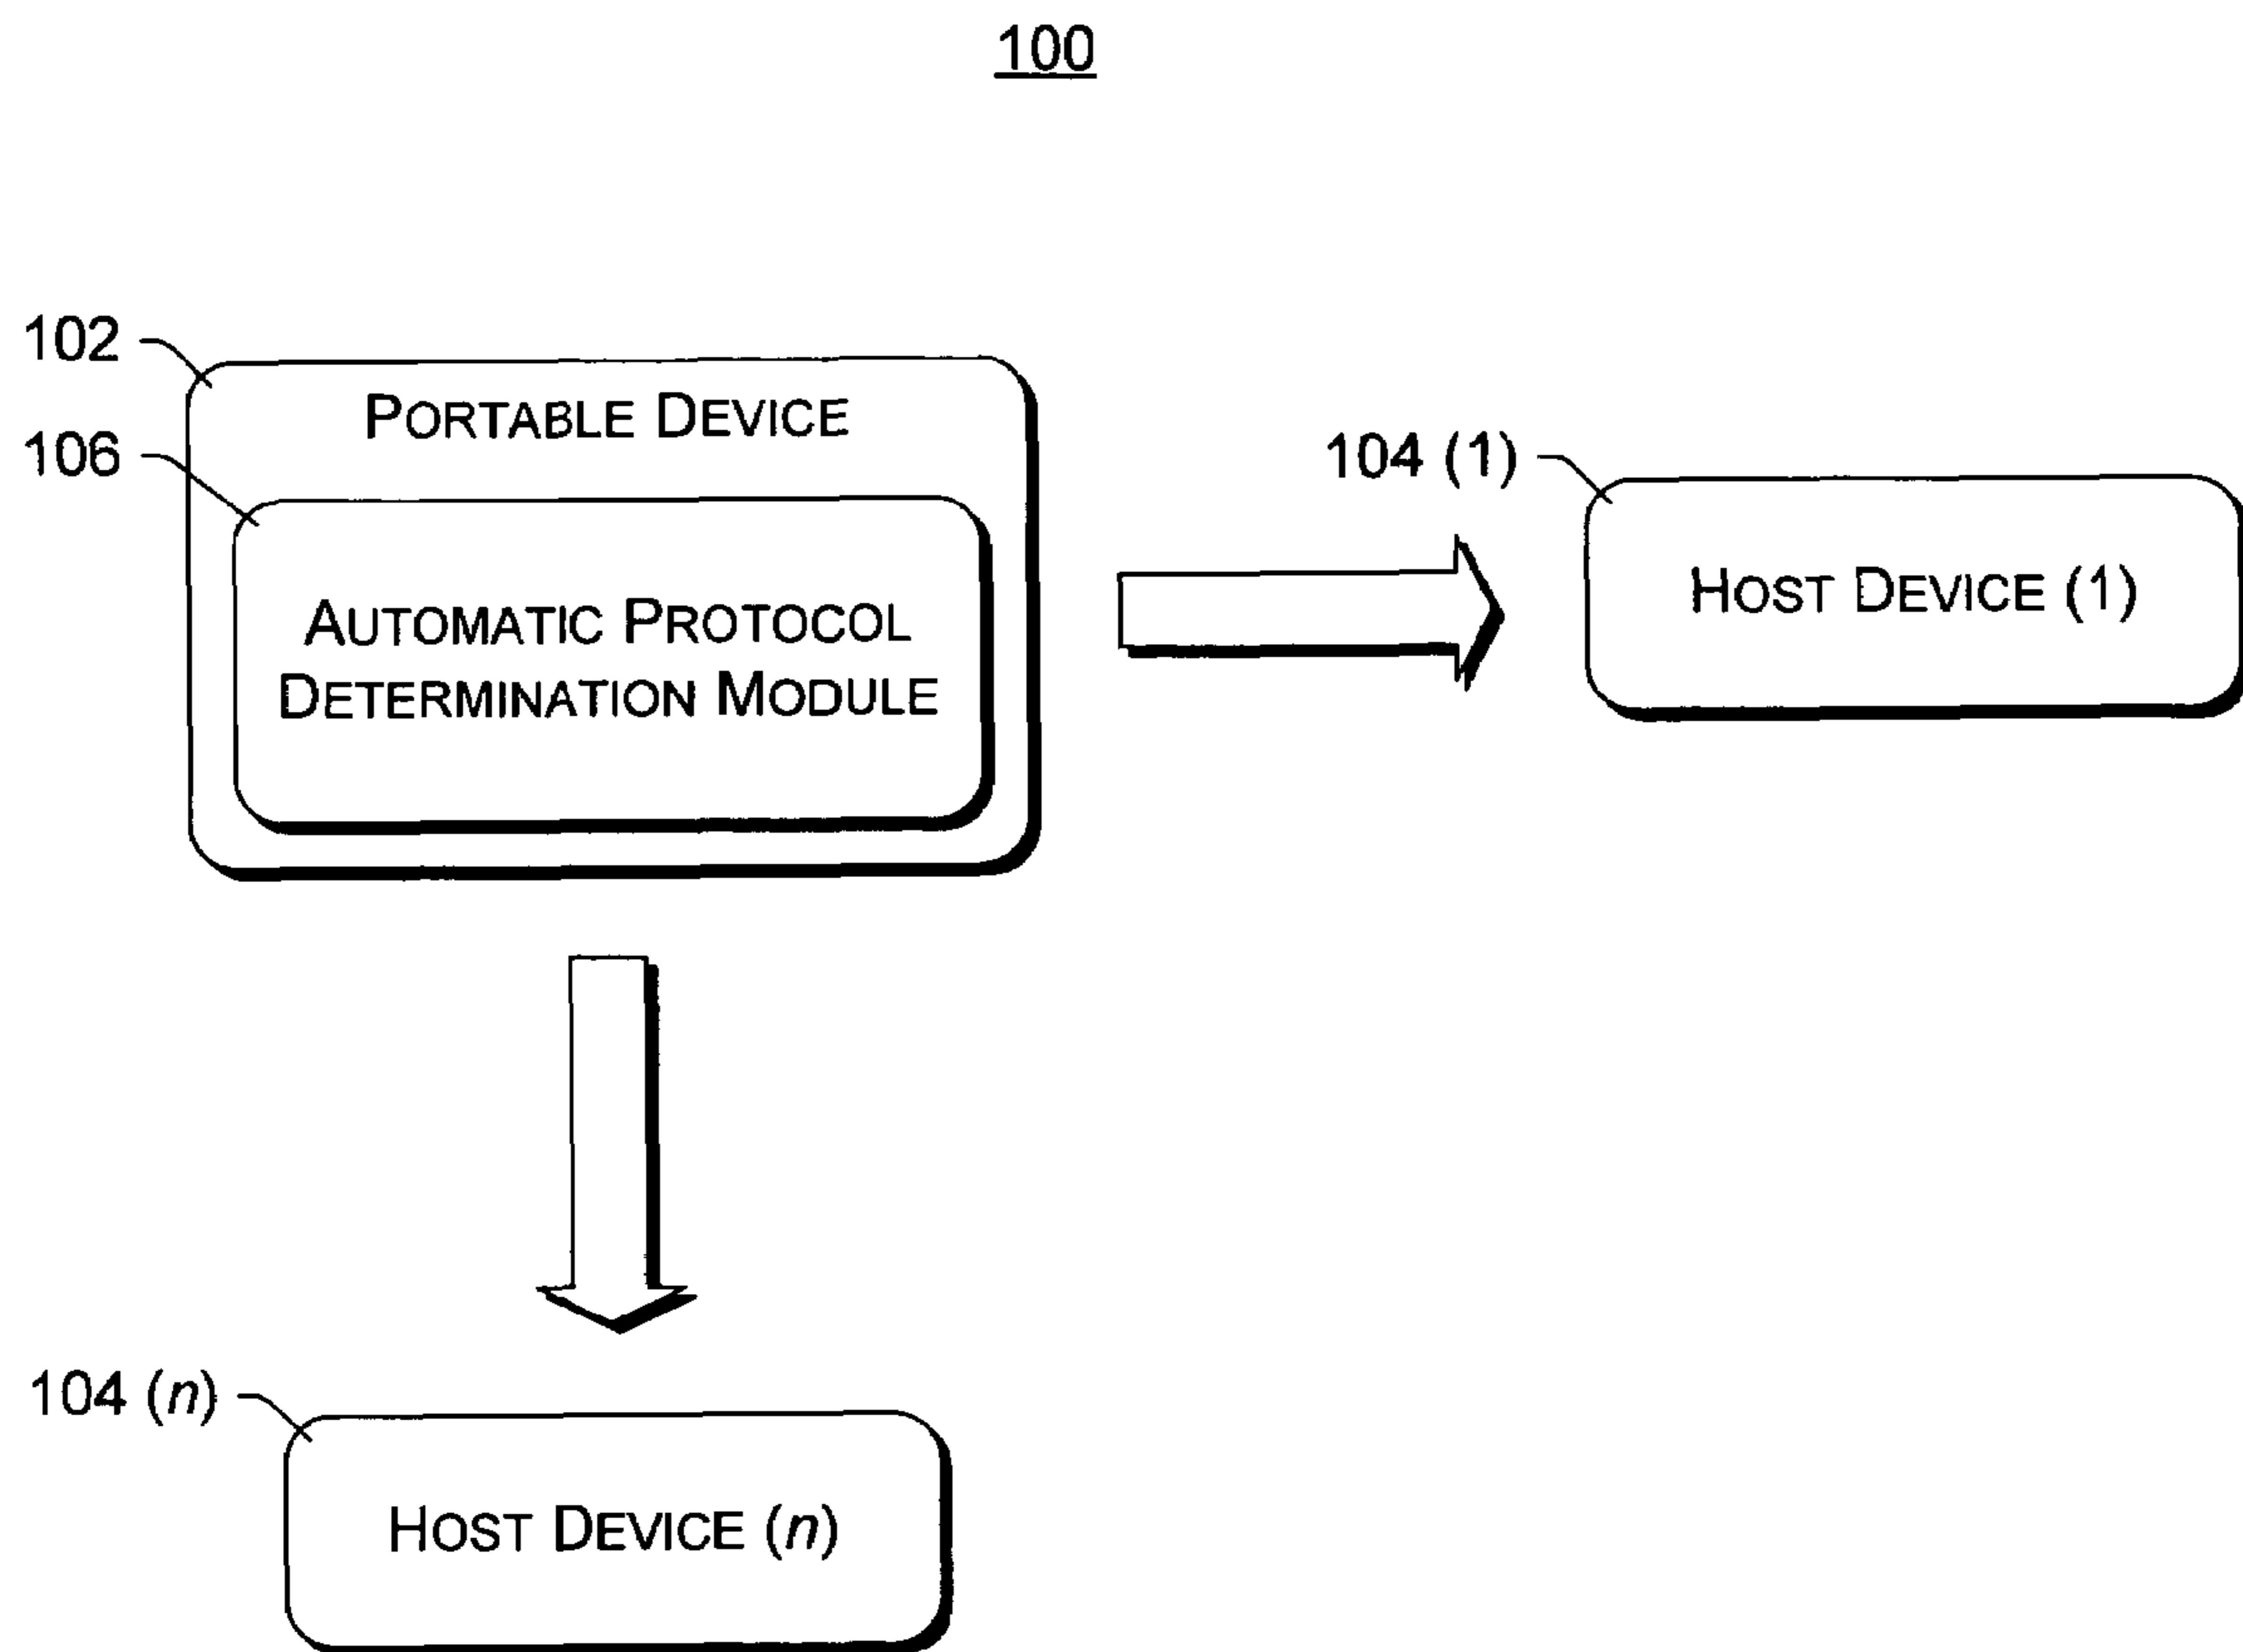 100
102
PORTABLE DEVICE
106
AUTOMATIC PROTOCOL
DETERMINATION MODULE
104 (1)
HOST DEVICE (1)
104 (n)
HOST DEVICE (n)